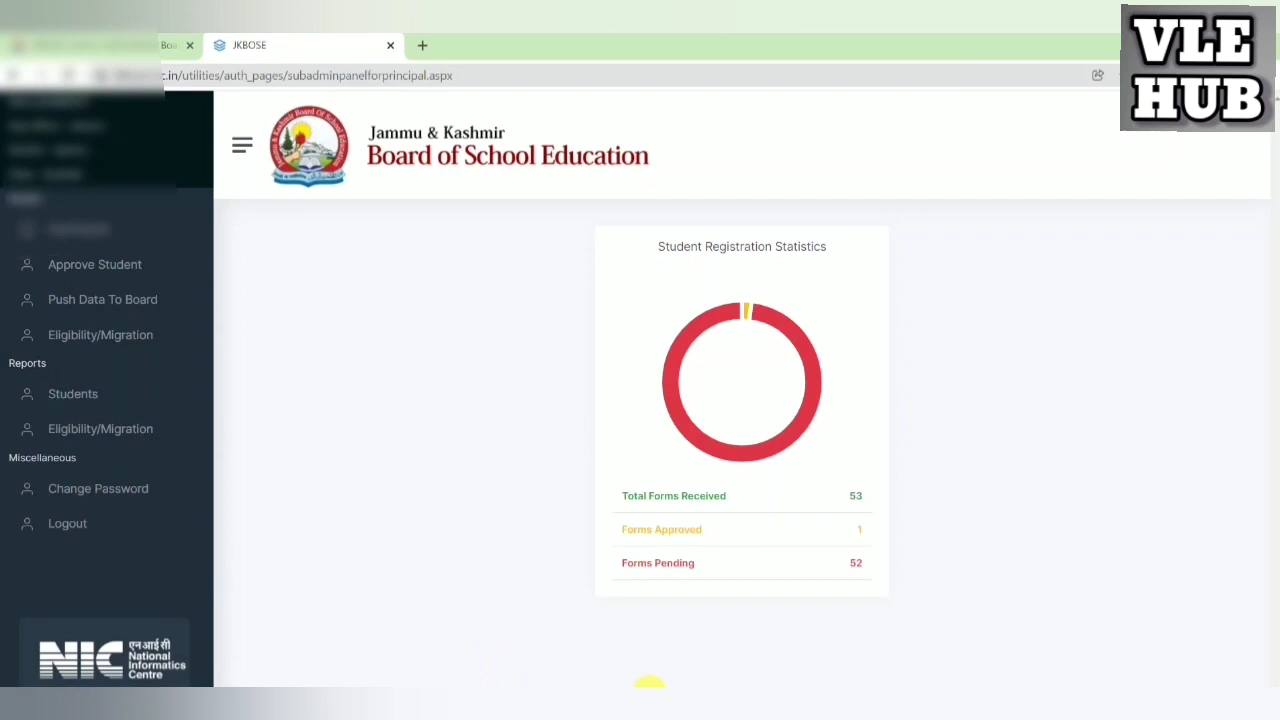 JKBOSE
c.in/utilities/auth_pages/subadminpanelforprincipal.aspx
VLE
HUB
Jammu & Kashmir
Board of School Education
Approve Student
Push Data To Board
Eligibility/Migration
Reports
Students
Eligibility/Migration
Miscellaneous
Change Password
Logout
Student Registration Statistics
Total Forms Received 53
Forms Approved 1
Forms Pending 52
NIC
एन आई सी
National
Informatics
Centre